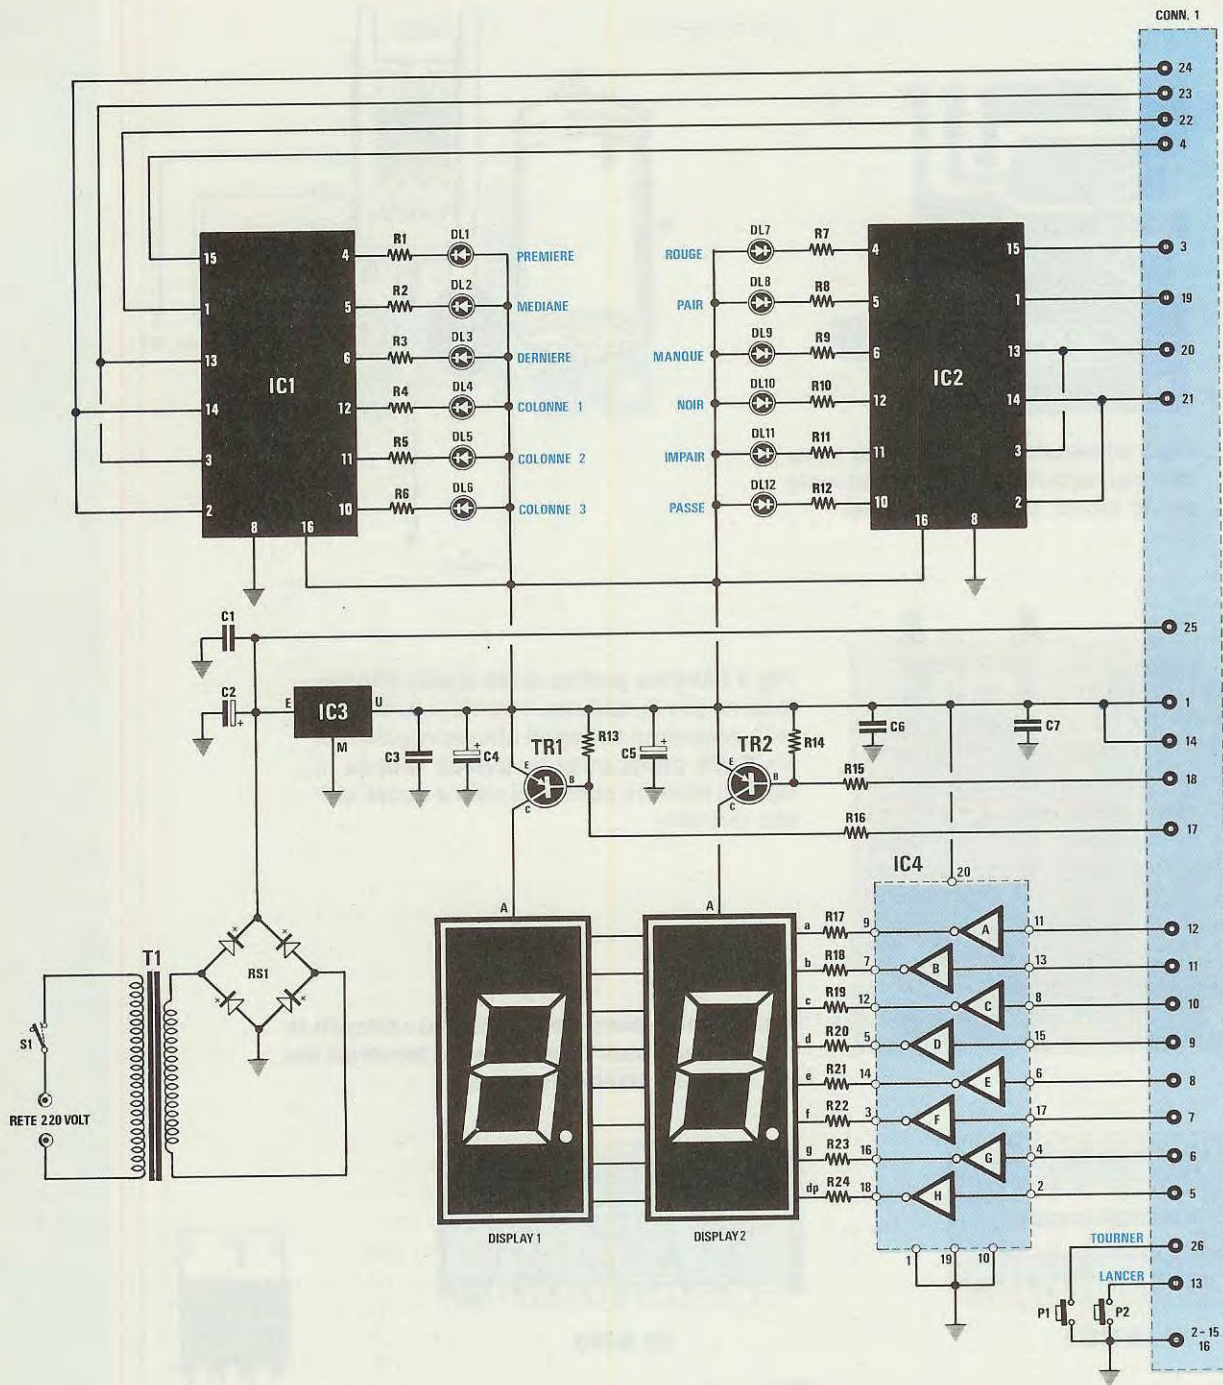 CONN. 1
24
23
22
4
15
1
13
14
3
2
8
16
IC1
4
5
6
12
11
10
R1
R2
R3
R4
R5
R6
DL1
DL2
DL3
DL4
DL5
DL6
PREMIERE
MEDIANE
DERNIERE
COLONNE 1
COLONNE 2
COLONNE 3
ROUGE
PAIR
MANQUE
NOIR
IMPAIR
PASSE
DL7
DL8
DL9
DL10
DL11
DL12
R7
R8
R9
R10
R11
R12
4
5
6
12
11
10
IC2
15
1
13
14
3
2
16
8
3
19
20
21
C1
25
C2
+
E
IC3
U
M
C3
+
C4
TR1
E
B
C
R13
+
C5
TR2
E
B
C
R14
C6
C7
1
14
R15
18
R16
17
IC4
20
A
A
a R17 9 A 11 12
b R18 7 B 13 11
c R19 12 C 8 10
d R20 5 D 15 9
e R21 14 E 6 8
f R22 3 F 17 7
g R23 16 G 4 6
dp R24 18 H 2 5
1 19 10
DISPLAY 1
DISPLAY 2
T1
RS1
+ + + +
S1
RETE 220 VOLT
TOURNER 26
LANCER 13
P1
P2
2-15
16